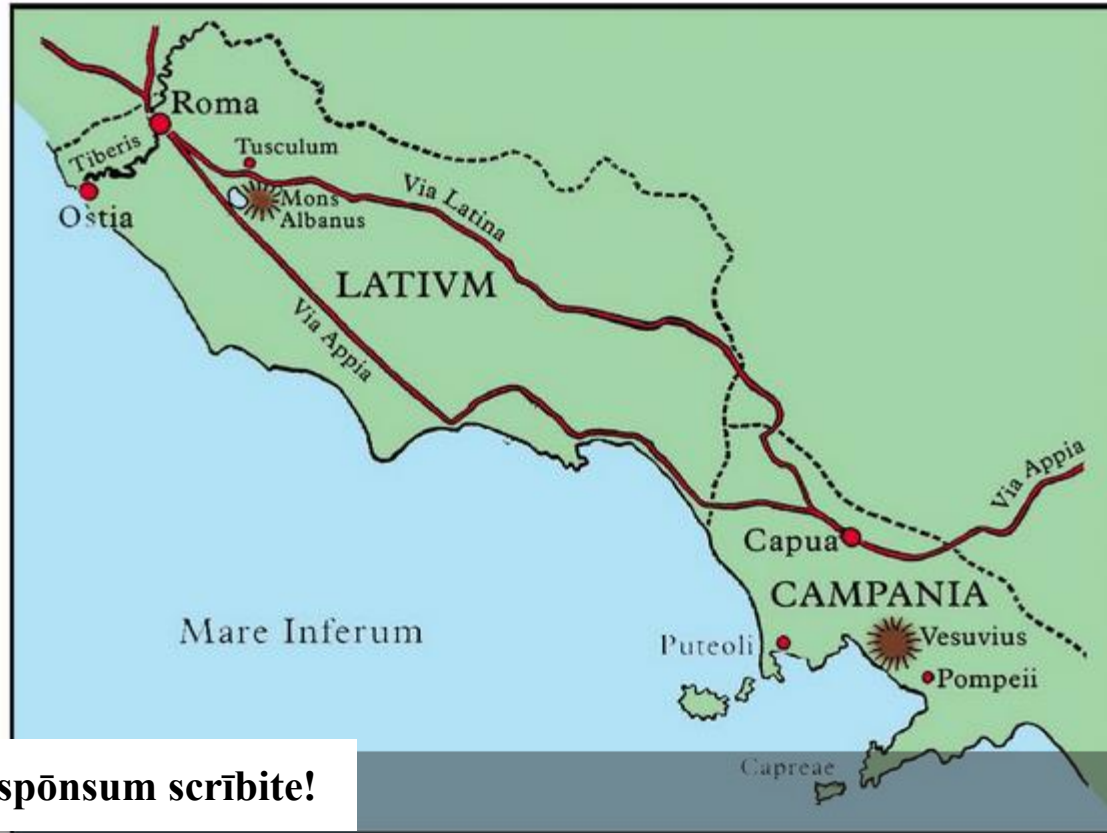 Roma
Tiberis
Tusculum
Ostia
Mons
Albanus
Via Latina
LATIVM
Via Appia
Via Appia
Capua
CAMPANIA
Mare Inferum
Puteoli
Vesuvius
Pompeii
Capreae
spōnsum scrībite!